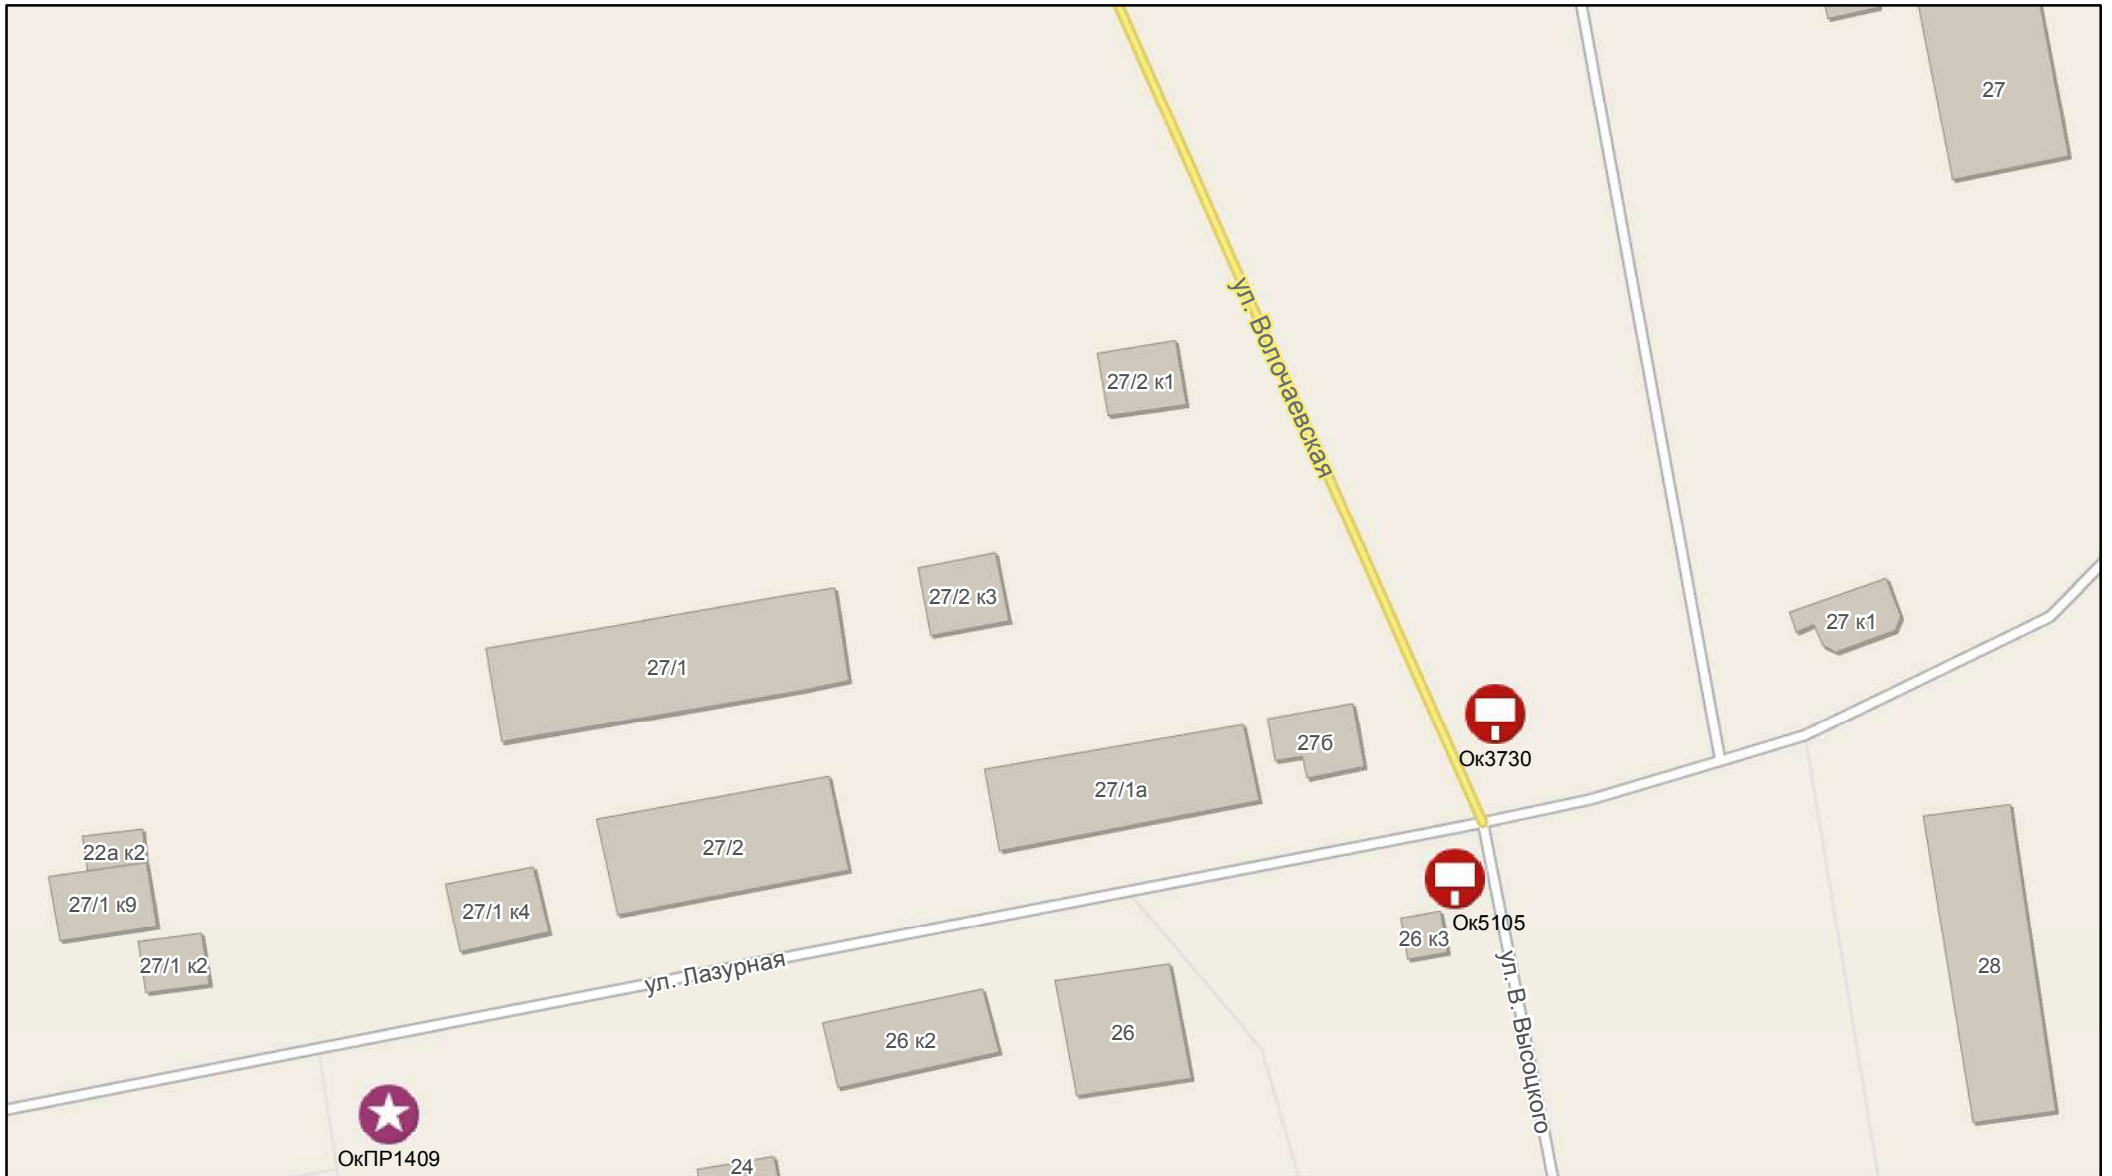 27
ул. Волочаевская
27/2 к1
27/2 к3
27 к1
27/1
27б
Ок3730
27/1а
27/2
22а к2
27/1 к9
27/1 к4
Ок5105
26 к3
27/1 к2
28
ул. Лазурная
ул. В. Высоцкого
26
26 к2
ОкПР1409
24